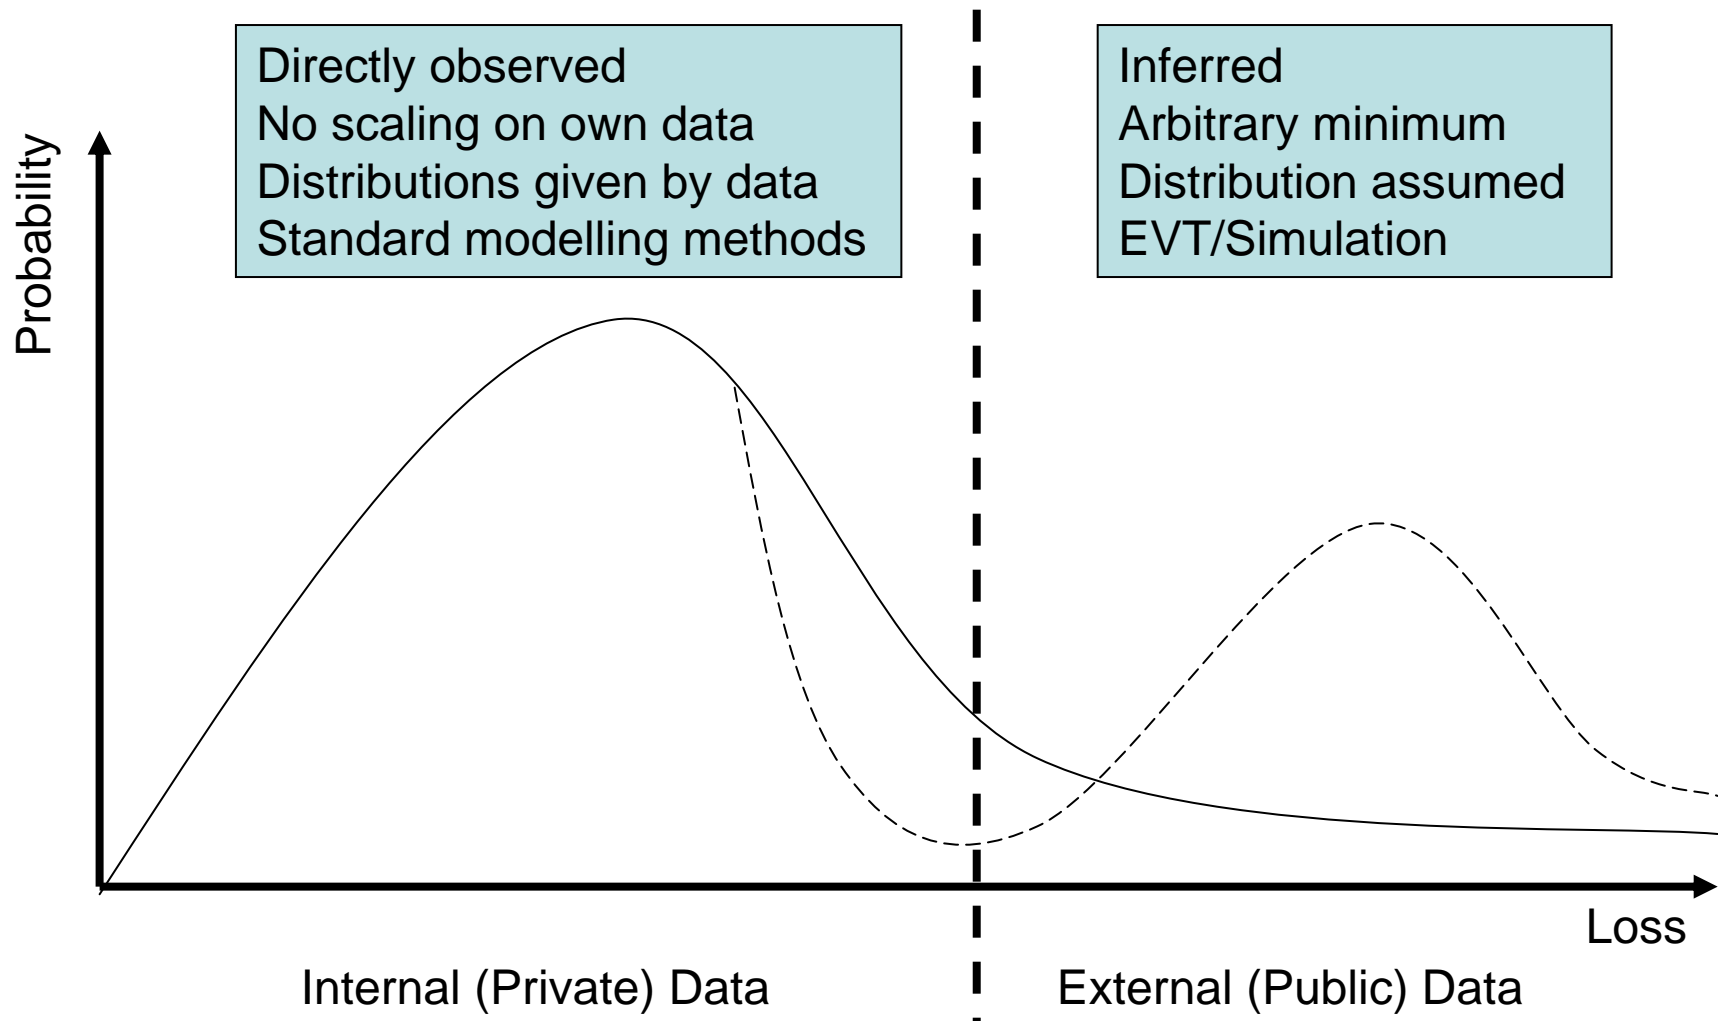 Directly observed
No scaling on own data
Distributions given by data
Standard modelling methods
Inferred
Arbitrary minimum
Distribution assumed
EVT/Simulation
Probability
Loss
Internal (Private) Data
External (Public) Data